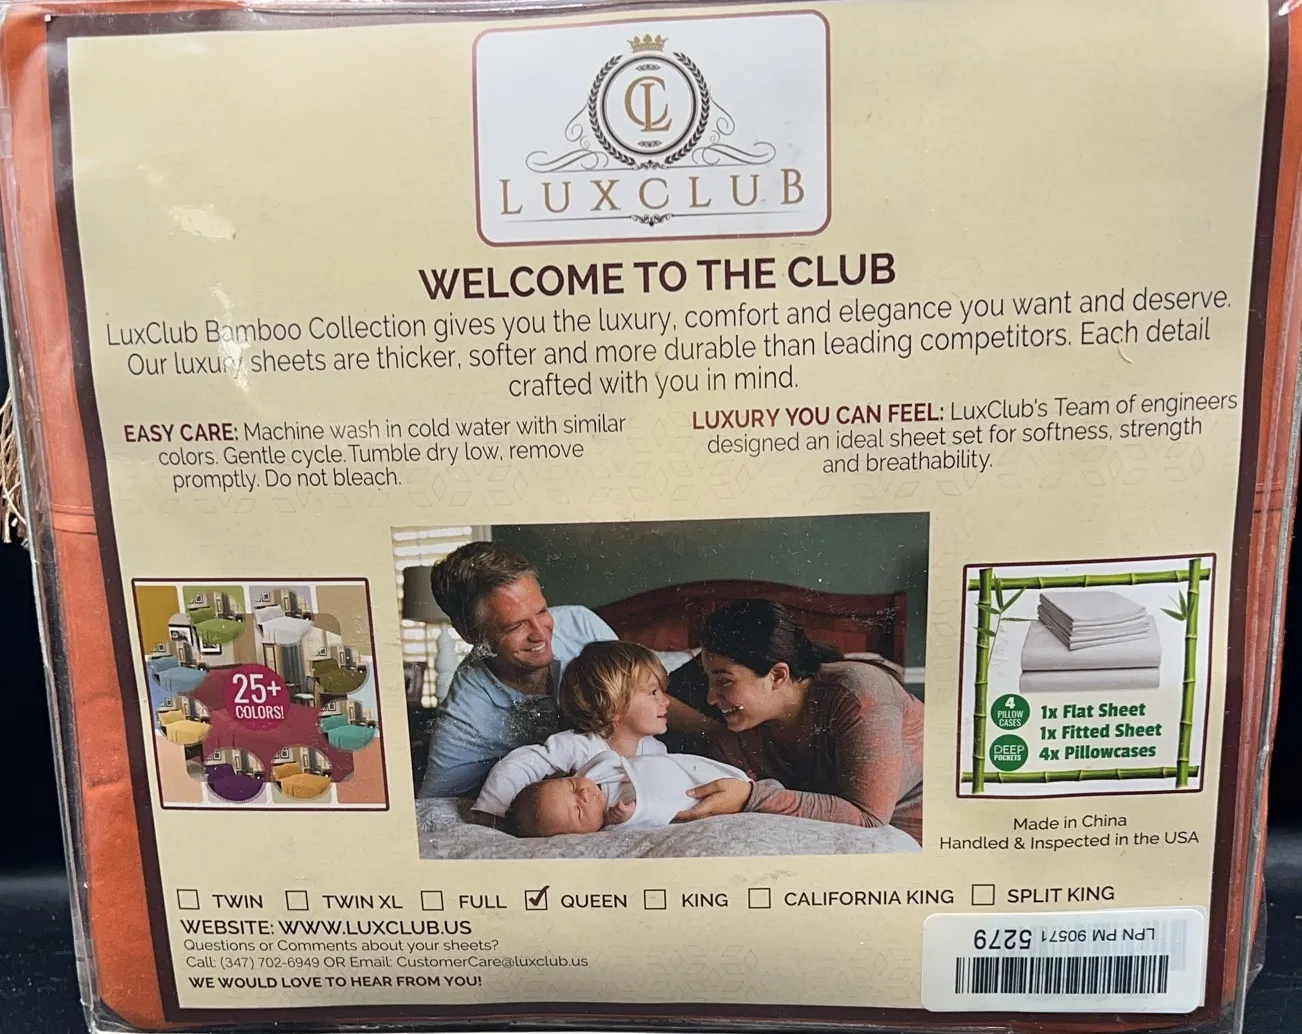 CL
LUXCLUB
WELCOME TO THE CLUB
LuxClub Bamboo Collection gives you the luxury, comfort and elegance you want and deserve.
Our luxury sheets are thicker, softer and more durable than leading competitors. Each detail
crafted with you in mind.
EASY CARE: Machine wash in cold water with similar
colors. Gentle cycle. Tumble dry low, remove
promptly. Do not bleach.
LUXURY YOU CAN FEEL: LuxClub's Team of engineers
designed an ideal sheet set for softness, strength
and breathability.
25+
COLORS!
4
PILLOW
CASES
DEEP
POCKETS
1x Flat Sheet
1x Fitted Sheet
4x Pillowcases
Made in China
Handled & Inspected in the USA
TWIN TWIN XL FULL QUEEN KING CALIFORNIA KING SPLIT KING
WEBSITE: WWW.LUXCLUB.US
Questions or Comments about your sheets?
Call: (347) 702-6949 OR Email: CustomerCare@luxclub.us
WE WOULD LOVE TO HEAR FROM YOU!
LPN PM 90571 5279